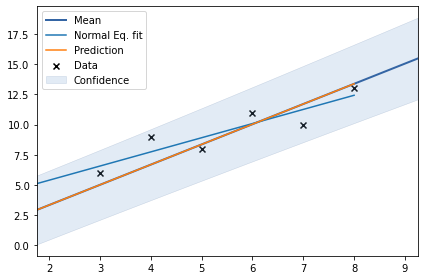 Mean
Normal Eq. fit
Prediction
Data
Confidence
17.5
15.0
12.5
10.0
7.5
5.0
2.5
0.0
2 3 4 5 6 7 8 9